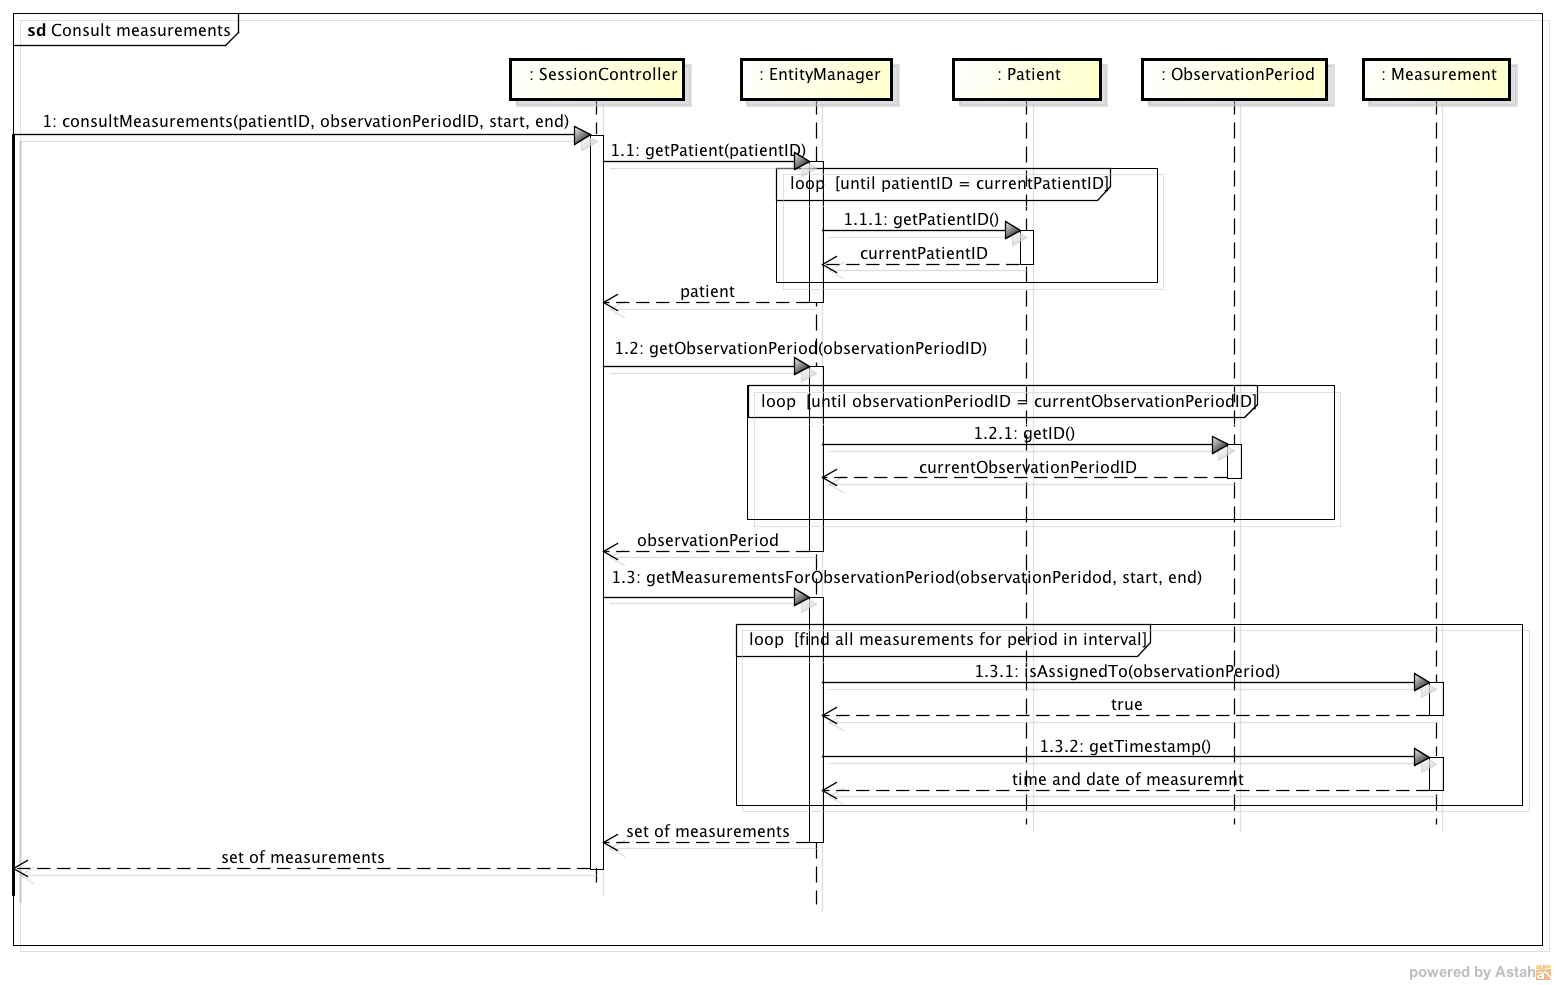 sd Consult measurements
: SessionController
: EntityManager
: Patient
: ObservationPeriod
: Measurement
1: consultMeasurements(patientID, observationPeriodID, start, end)
1.1: getPatient(patientID)
loop [until patientID = currentPatientID]
1.1.1: getPatientID()
currentPatientID
patient
1.2: getObservationPeriod(observationPeriodID)
loop [until observationPeriodID = currentObservationPeriodID]
1.2.1: getID()
currentObservationPeriodID
observationPeriod
1.3: getMeasurementsForObservationPeriod(observationPeridod, start, end)
loop [find all measurements for period in interval]
1.3.1: isAssignedTo(observationPeriod)
true
1.3.2: getTimestamp()
time and date of measuremnt
set of measurements
set of measurements
powered by Astah